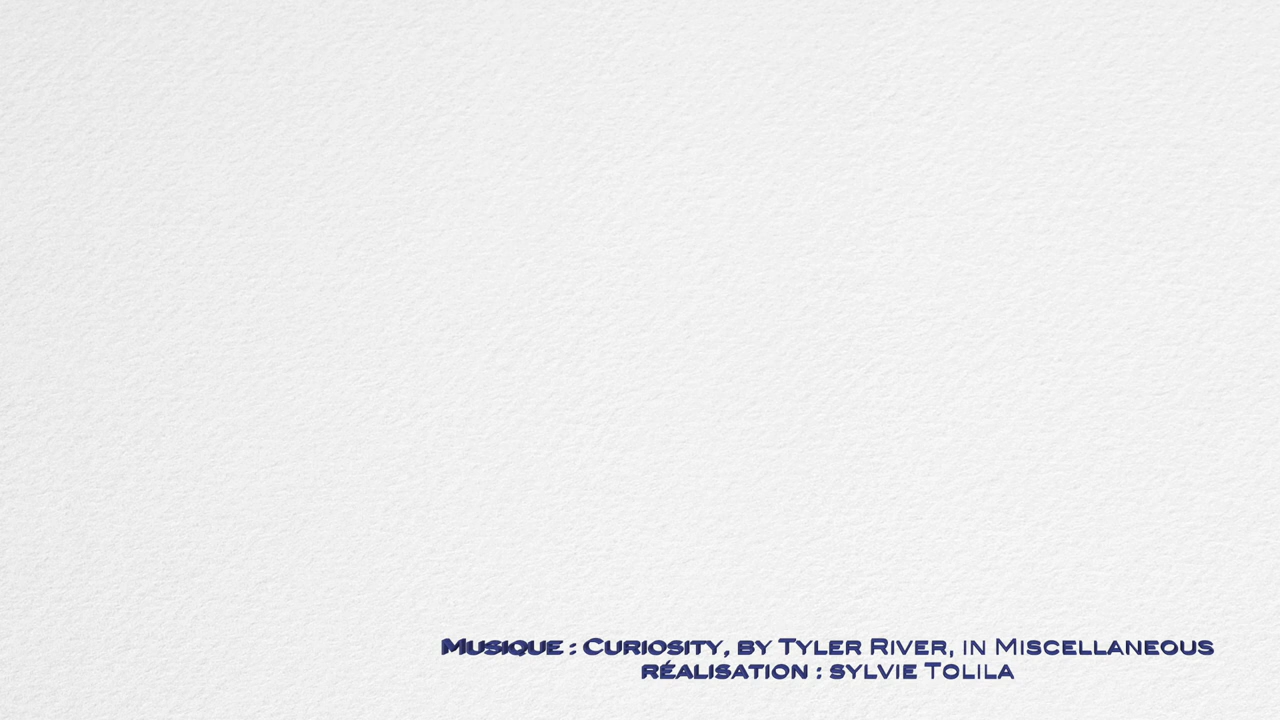 Musique : Curiosity, by Tyler River, in Miscellaneous
réalisation : sylvie Tolila